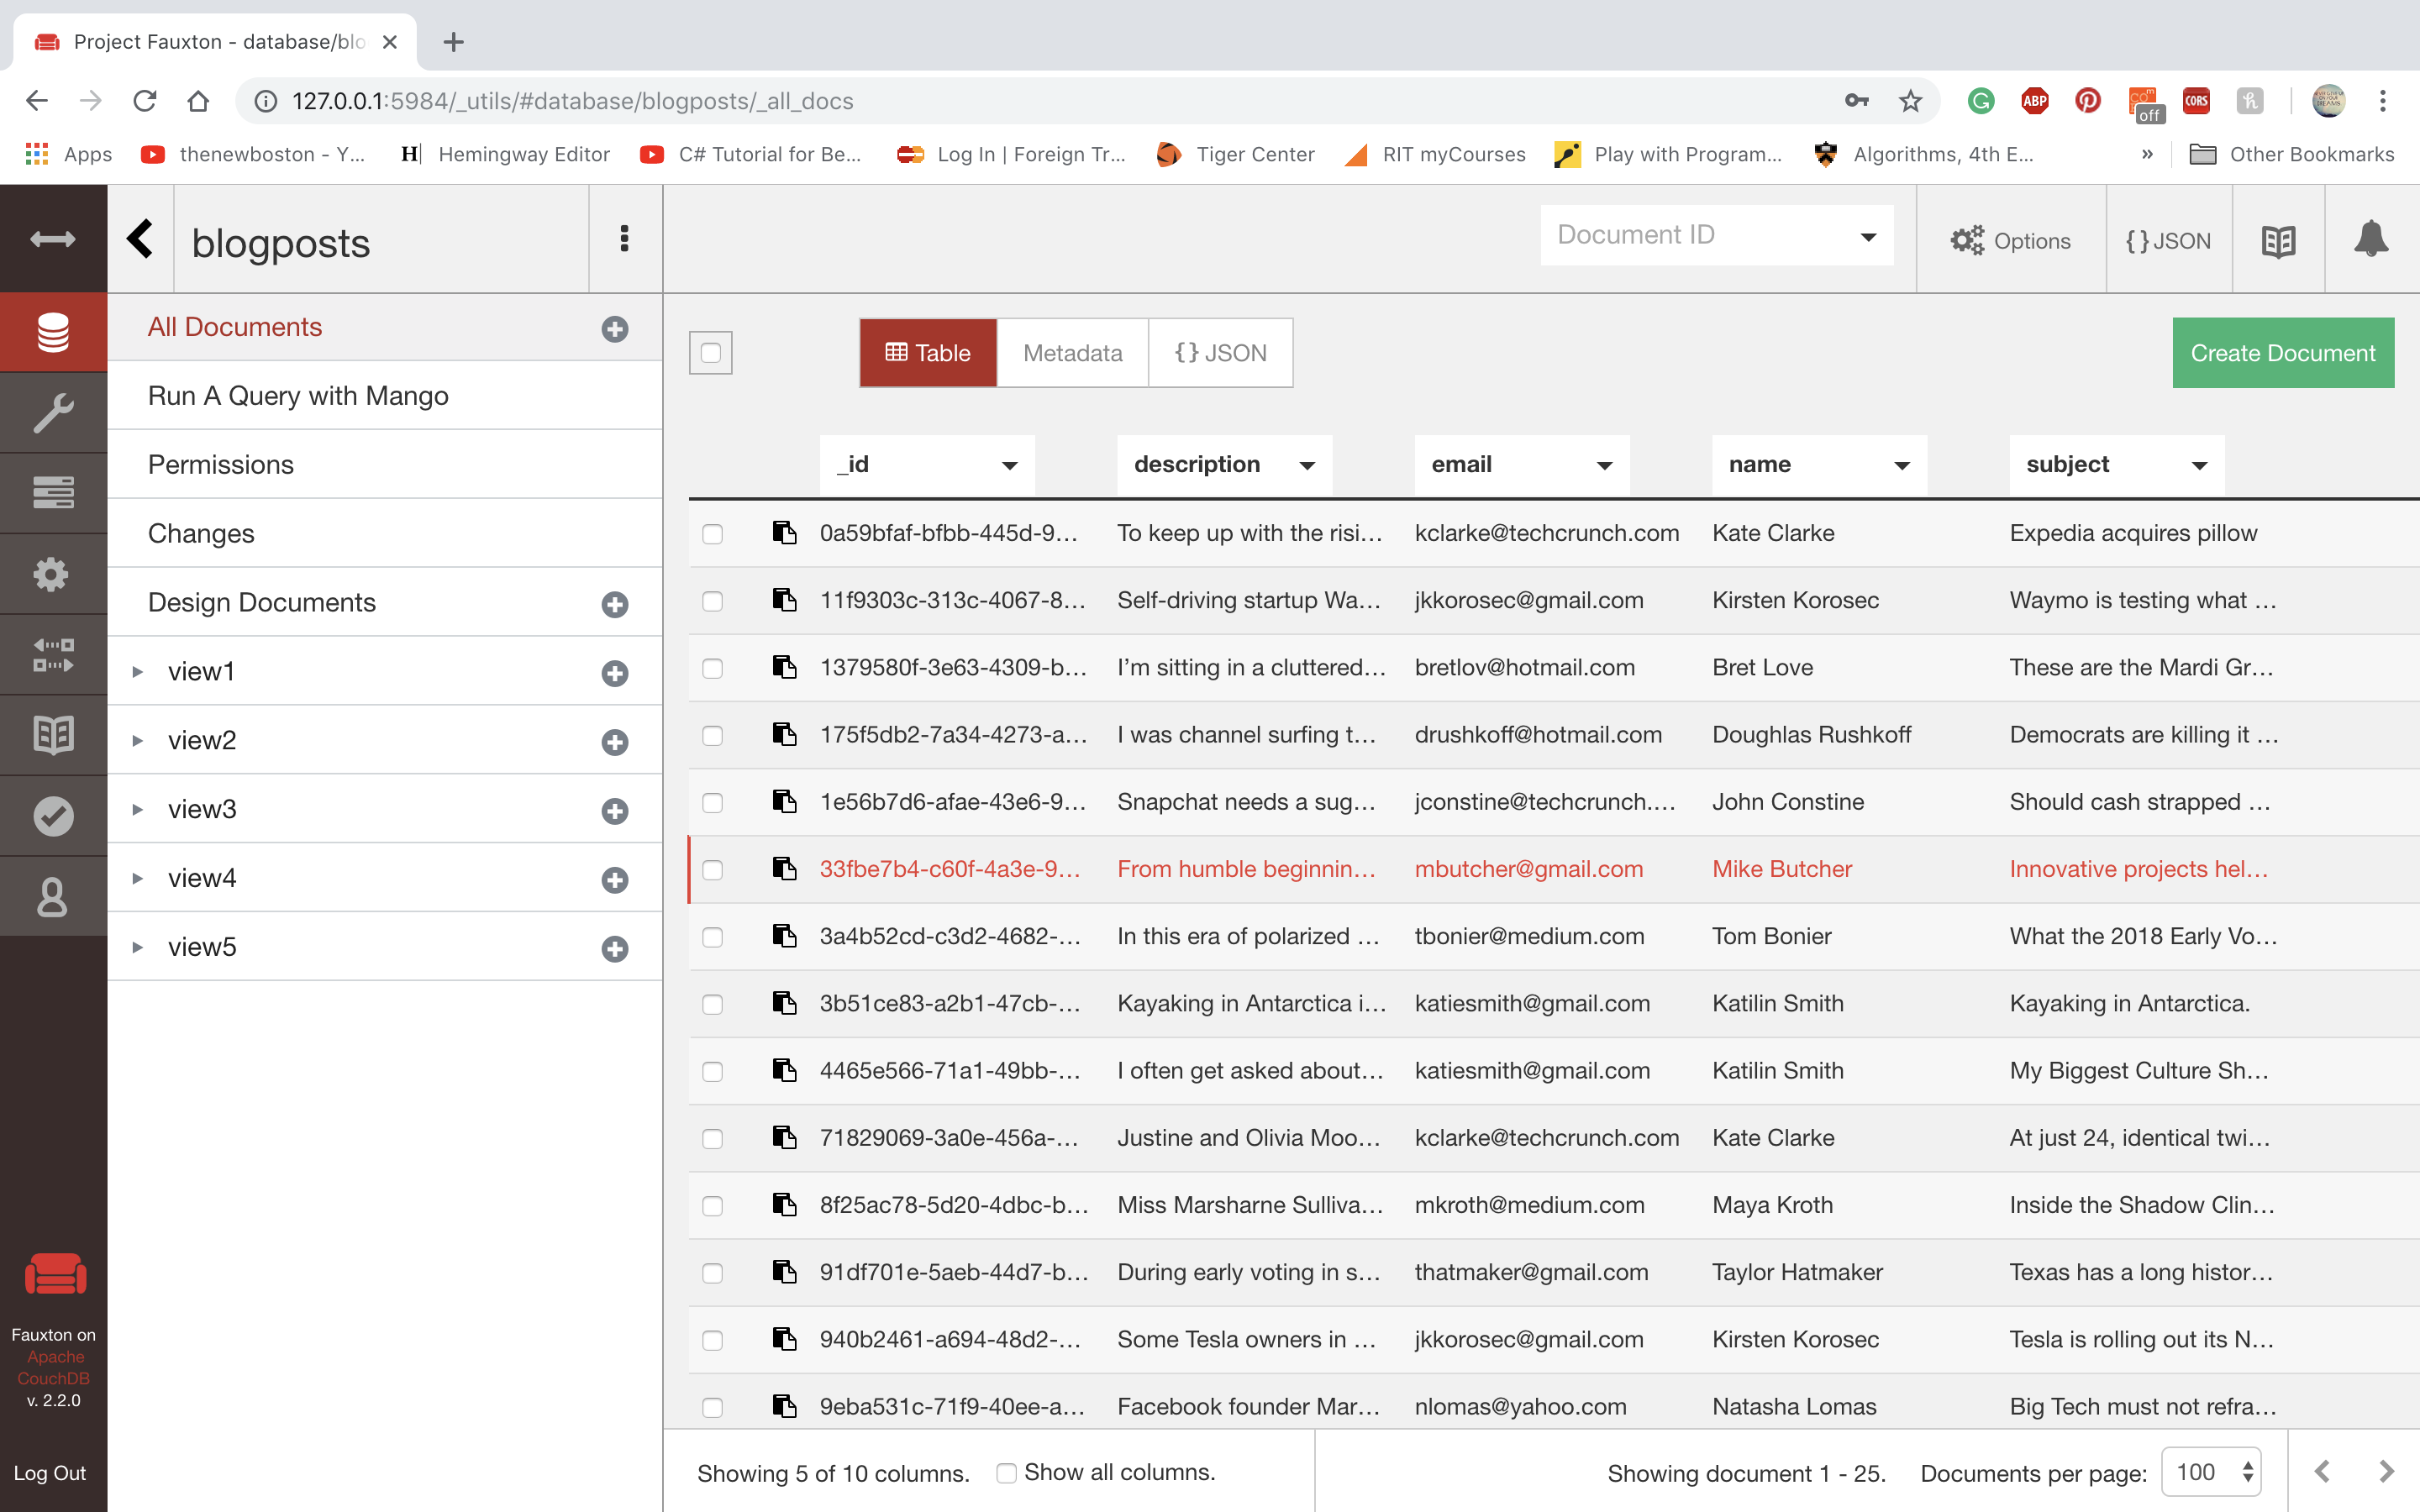 Project Fauxton - database/blo
127.0.0.1:5984/_utils/#database/blogposts/_all_docs
ABP
com
off
CORS
h
Apps
thenewboston - Y...
H
Hemingway Editor
C# Tutorial for Be...
Log In | Foreign Tr...
Tiger Center
RIT myCourses
Play with Program...
Algorithms, 4th E...
»
Other Bookmarks
blogposts
Document ID
Options
{} JSON
All Documents
Run A Query with Mango
Permissions
Changes
Design Documents
view1
view2
view3
view4
view5
Table
Metadata
{} JSON
Create Document
_id description email name subject
0a59bfaf-bfbb-445d-9... To keep up with the risi... kclarke@techcrunch.com Kate Clarke Expedia acquires pillow
11f9303c-313c-4067-8... Self-driving startup Wa... jkkorosec@gmail.com Kirsten Korosec Waymo is testing what ...
1379580f-3e63-4309-b... I’m sitting in a cluttered... bretlov@hotmail.com Bret Love These are the Mardi Gr...
175f5db2-7a34-4273-a... I was channel surfing t... drushkoff@hotmail.com Doughlas Rushkoff Democrats are killing it ...
1e56b7d6-afae-43e6-9... Snapchat needs a sug... jconstine@techcrunch.... John Constine Should cash strapped ...
33fbe7b4-c60f-4a3e-9... From humble beginnin... mbutcher@gmail.com Mike Butcher Innovative projects hel...
3a4b52cd-c3d2-4682-... In this era of polarized ... tbonier@medium.com Tom Bonier What the 2018 Early Vo...
3b51ce83-a2b1-47cb-... Kayaking in Antarctica i... katiesmith@gmail.com Katilin Smith Kayaking in Antarctica.
4465e566-71a1-49bb-... I often get asked about... katiesmith@gmail.com Katilin Smith My Biggest Culture Sh...
71829069-3a0e-456a-... Justine and Olivia Moo... kclarke@techcrunch.com Kate Clarke At just 24, identical twi...
8f25ac78-5d20-4dbc-b... Miss Marsharne Sulliva... mkroth@medium.com Maya Kroth Inside the Shadow Clin...
91df701e-5aeb-44d7-b... During early voting in s... thatmaker@gmail.com Taylor Hatmaker Texas has a long histor...
940b2461-a694-48d2-... Some Tesla owners in ... jkkorosec@gmail.com Kirsten Korosec Tesla is rolling out its N...
9eba531c-71f9-40ee-a... Facebook founder Mar... nlomas@yahoo.com Natasha Lomas Big Tech must not refra...
Fauxton on
Apache
CouchDB
v. 2.2.0
Log Out
Showing 5 of 10 columns.
Show all columns.
Showing document 1 - 25.
Documents per page:
100